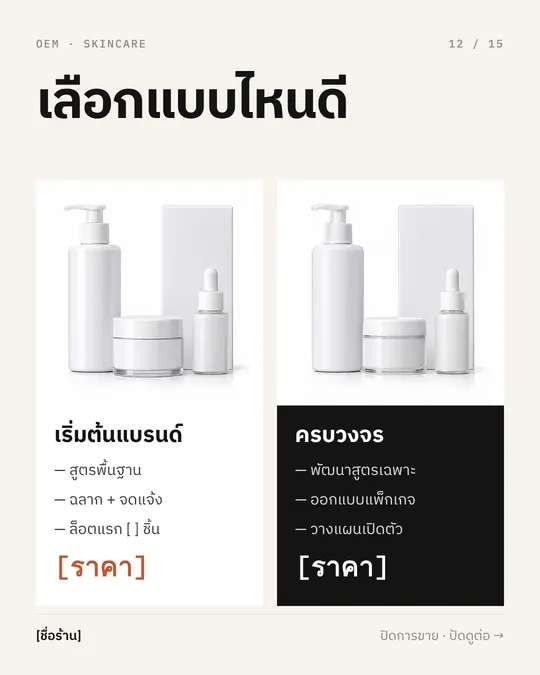 OEM · SKINCARE
12 / 15
เลือกแบบไหนดี
เริ่มต้นแบรนด์
— สูตรพื้นฐาน
— ฉลาก + จดแจ้ง
— ล็อตแรก [ ] ชิ้น
[ราคา]
ครบวงจร
— พัฒนาสูตรเฉพาะ
— ออกแบบแพ็กเกจ
— วางแผนเปิดตัว
[ราคา]
[ชื่อร้าน]
ปิดการขาย · ปัดดูต่อ →